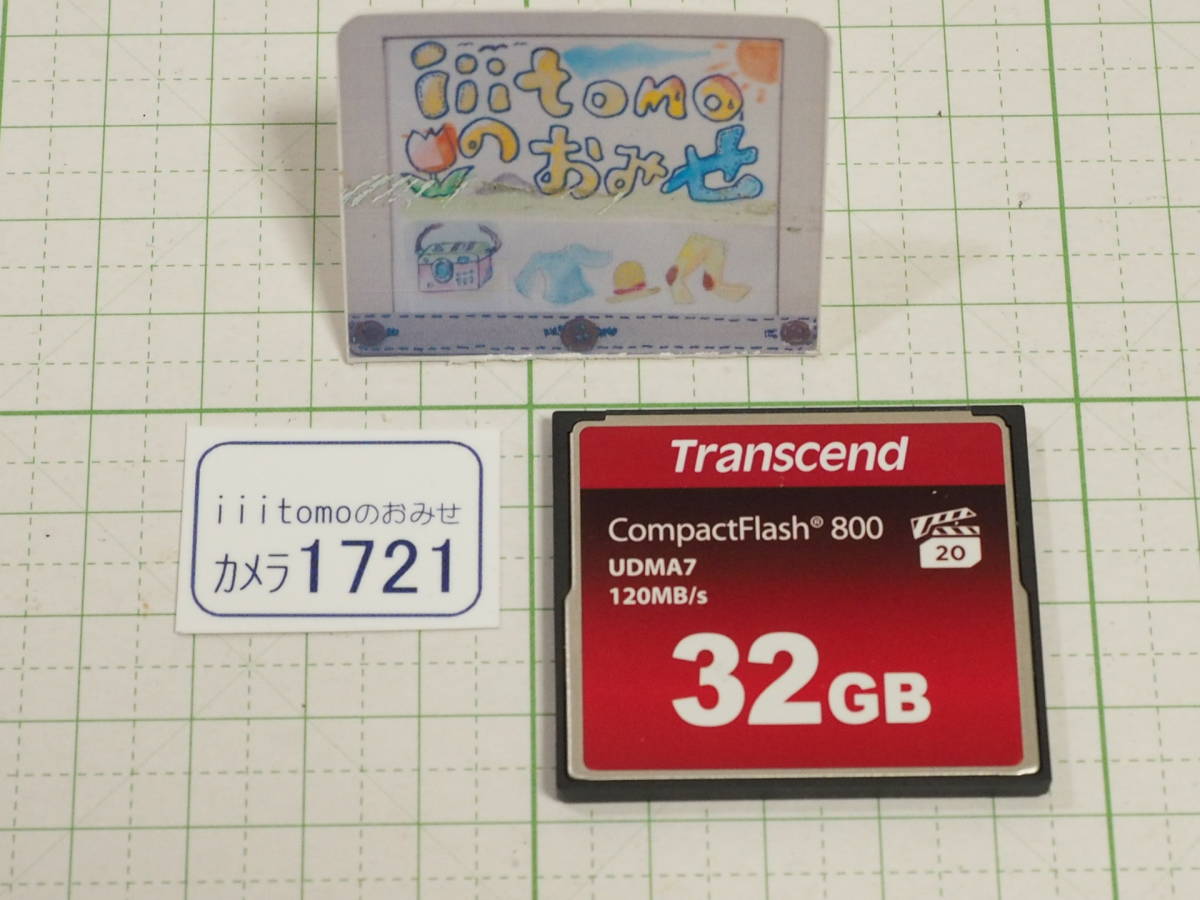 iiitomo
のおみせ
iiitomoのおみせ
カメラ1721
Transcend
CompactFlash® 800
UDMA7
120MB/s
20
32GB